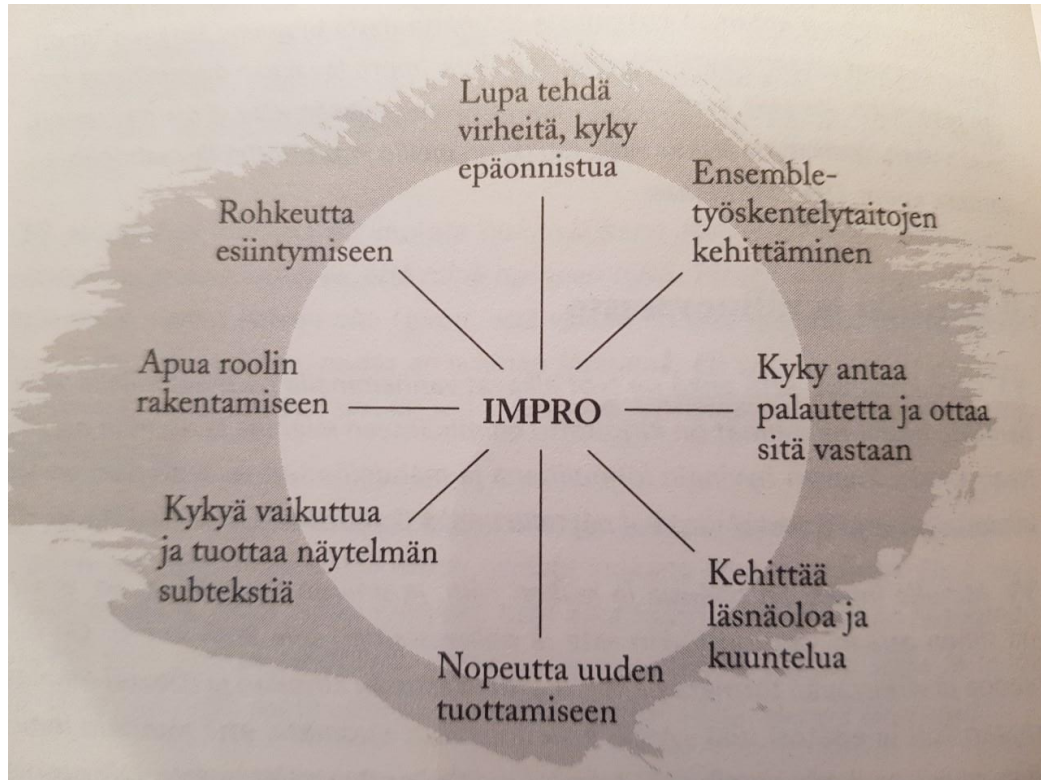 Lupa tehdä
virheitä, kyky
epäonnistua
Ensemble-
työskentelytaitojen
kehittäminen
Kyky antaa
palautetta ja ottaa
sitä vastaan
Kehittää
läsnäoloa ja
kuuntelua
Nopeutta uuden
tuottamiseen
Kykyä vaikuttua
ja tuottaa näytelmän
subtekstiä
Apua roolin
rakentamiseen
Rohkeutta
esiintymiseen
IMPRO